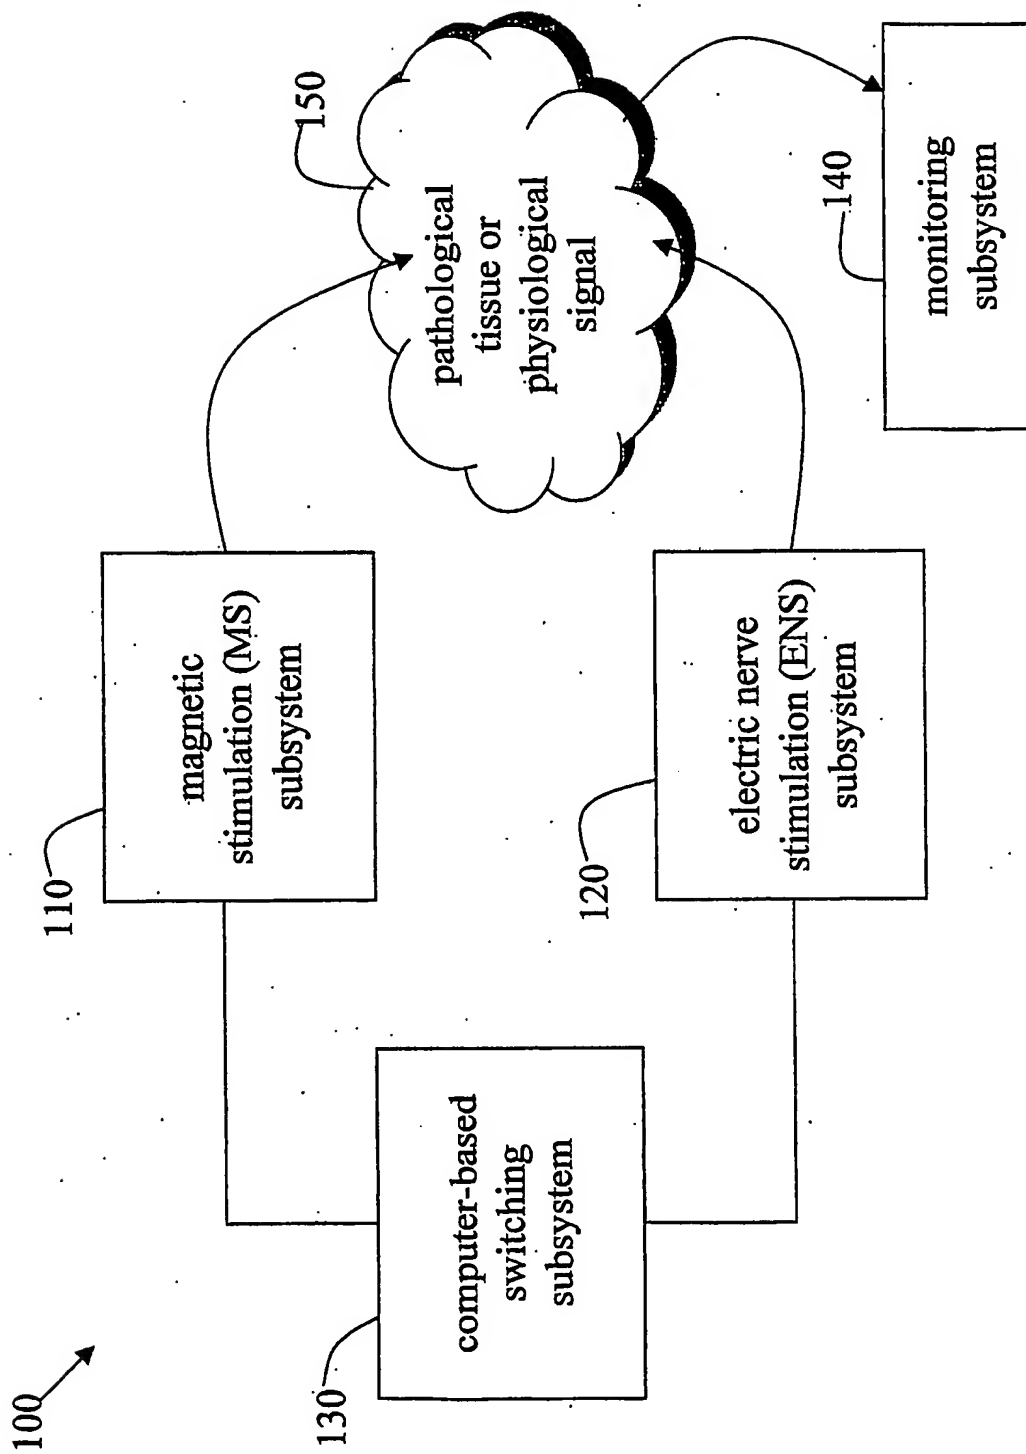 100
110
magnetic
stimulation (MS)
subsystem
150
pathological
tissue or
physiological
signal
130
computer-based
switching
subsystem
120
electric nerve
stimulation (ENS)
subsystem
140
monitoring
subsystem